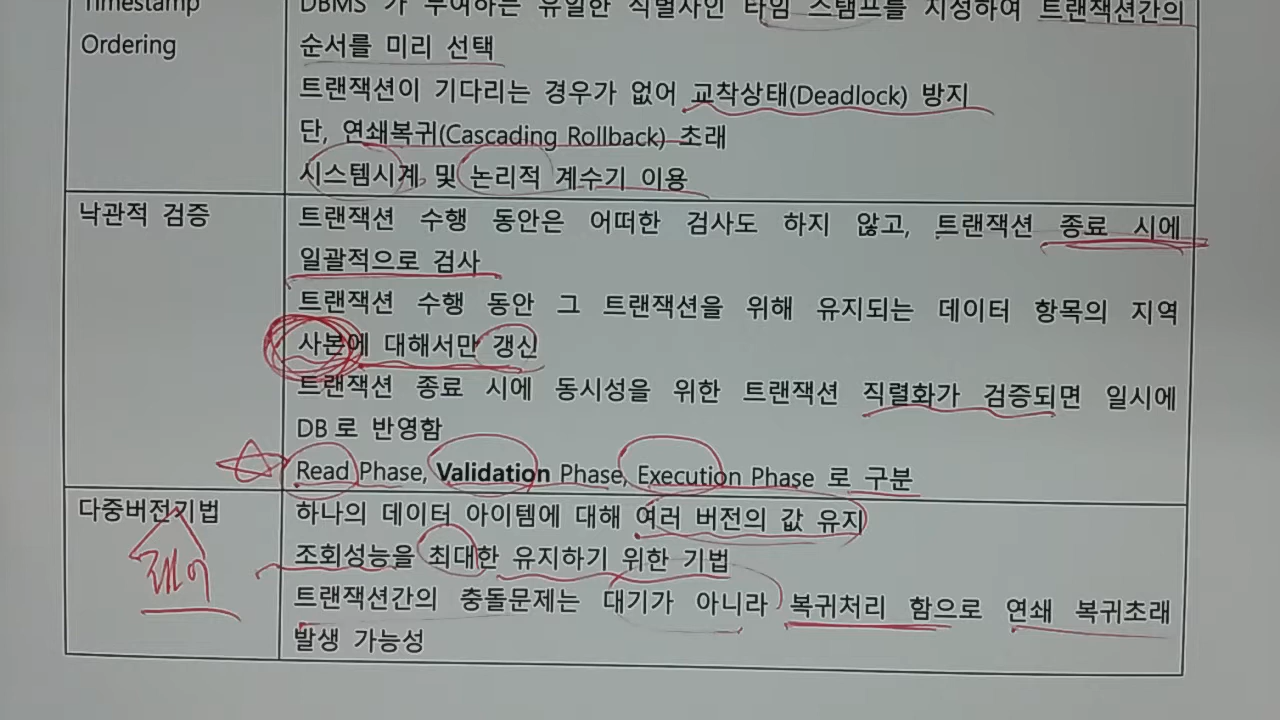 Timestamp
Ordering
DBMS 가 부여하는 유일한 식별자인 타임 스탬프를 지정하여 트랜잭션간의
순서를 미리 선택
트랜잭션이 기다리는 경우가 없어 교착상태(Deadlock) 방지
단, 연쇄복귀(Cascading Rollback) 초래
시스템시계 및 논리적 계수기 이용
낙관적 검증
트랜잭션 수행 동안은 어떠한 검사도 하지 않고, 트랜잭션 종료 시에
일괄적으로 검사
트랜잭션 수행 동안 그 트랜잭션을 위해 유지되는 데이터 항목의 지역
사본에 대해서만 갱신
트랜잭션 종료 시에 동시성을 위한 트랜잭션 직렬화가 검증되면 일시에
DB 로 반영함
Read Phase, Validation Phase, Execution Phase 로 구분
다중버전기법
제어
하나의 데이터 아이템에 대해 여러 버전의 값 유지
조회성능을 최대한 유지하기 위한 기법
트랜잭션간의 충돌문제는 대기가 아니라 복귀처리 함으로 연쇄 복귀초래
발생 가능성